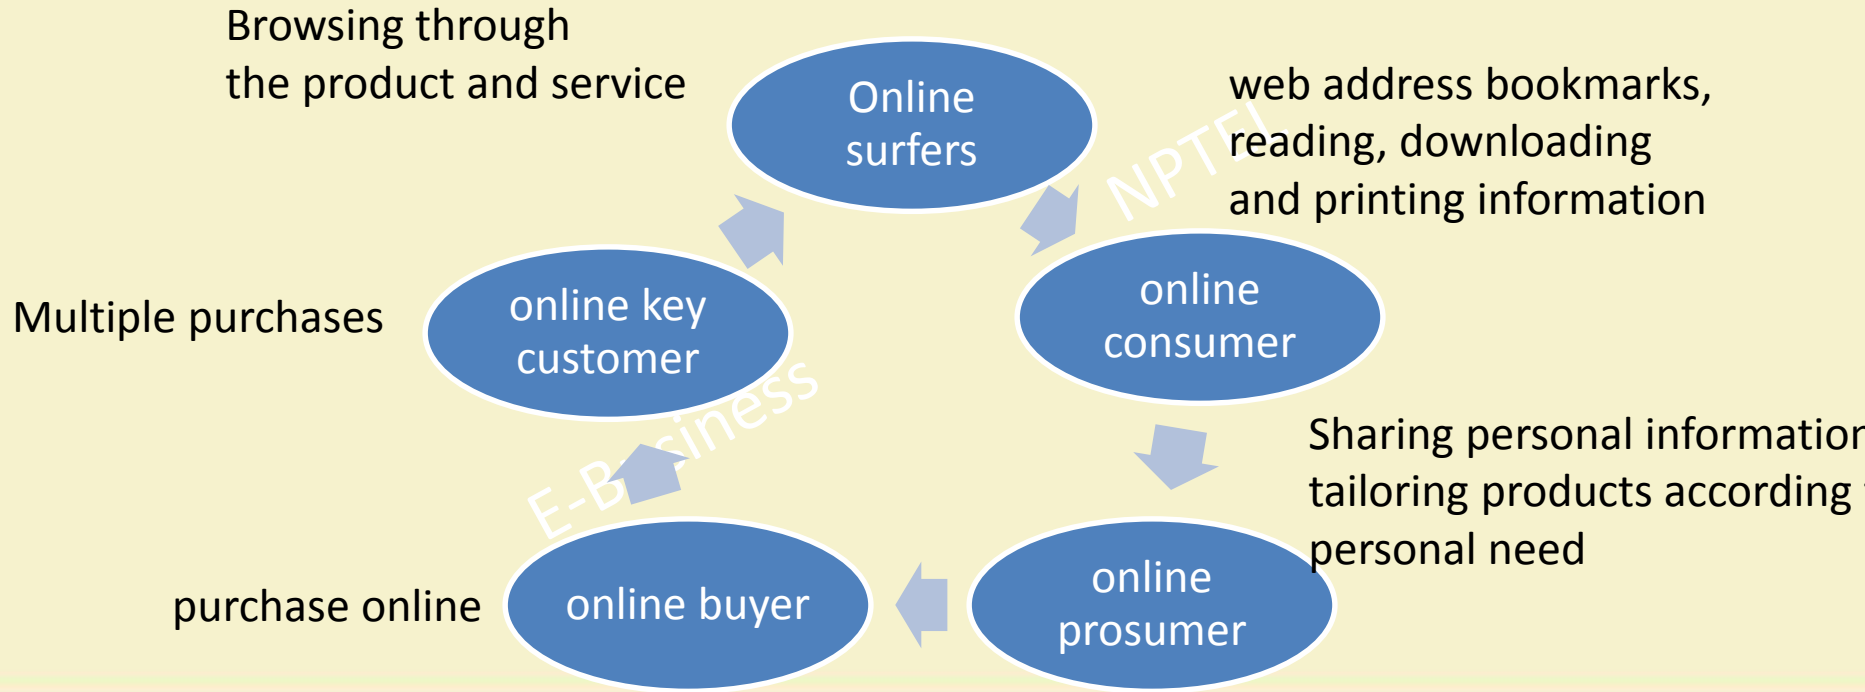 Browsing through
the product and service
Online
surfers
web address bookmarks,
reading, downloading
and printing information
NPTEL
online
consumer
Sharing personal information
tailoring products according
personal need
online
prosumer
online buyer
purchase online
online key
customer
Multiple purchases
E-Business